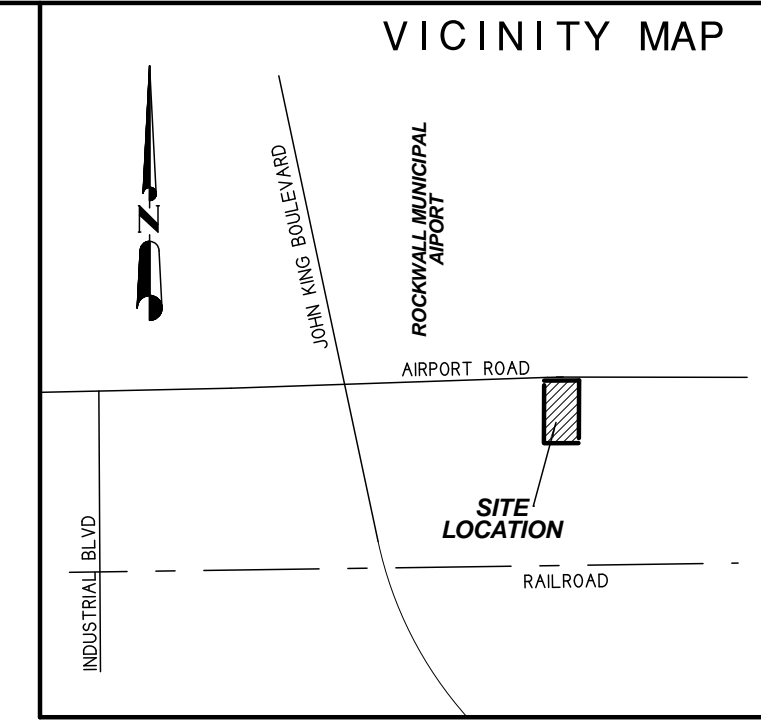 VICINITY MAP
N
JOHN KING BOULEVARD
ROCKWALL MUNICIPAL
AIPORT
AIRPORT ROAD
SITE
LOCATION
INDUSTRIAL BLVD
RAILROAD